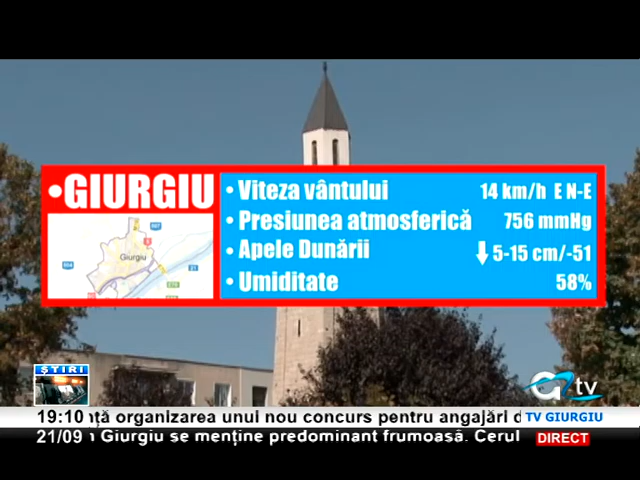 •GIURGIU
• Viteza vântului 14 km/h E N-E
• Presiunea atmosferică 756 mmHg
• Apele Dunării 5-15 cm/-51
• Umiditate 58%
Giurgiu
ȘTIRI
G7.tv
19:10 ță organizarea unui nou concurs pentru angajări d TV GIURGIU
21/09 Giurgiu se menține predominant frumoasă. Cerul DIRECT